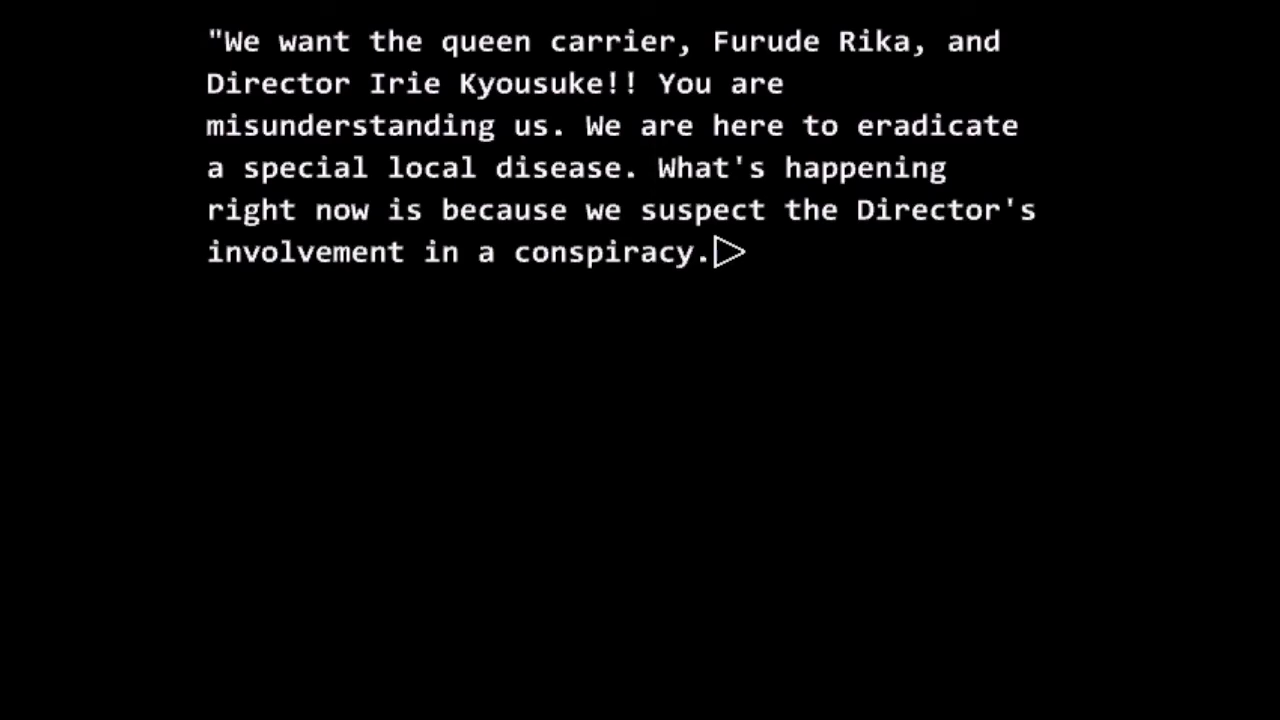 "We want the queen carrier, Furude Rika, and
Director Irie Kyousuke!! You are
misunderstanding us. We are here to eradicate
a special local disease. What's happening
right now is because we suspect the Director's
involvement in a conspiracy.